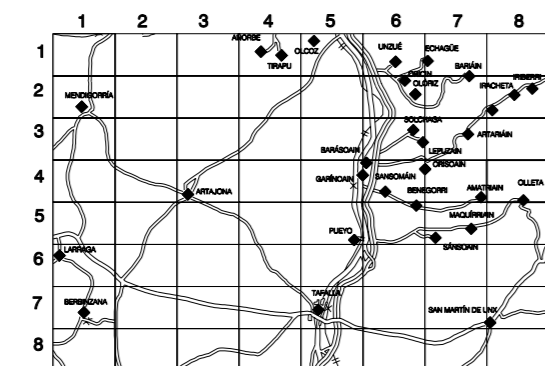 1 2 3 4 5 6 7 8
1 2 3 4 5 6 7 8
AÑORBE
TIRAPU
OLCOZ
UNZUÉ
ECHAGÜE
BARIÁIN
OLÓRIZ
IRACHETA
IRIBERRI
MENDIGORRÍA
SOLCHAGA
LEPUZAIN
ARTARIÁIN
BARÁSOAIN
ORISOAIN
GARÍNOAIN
SANSOMÁIN
BENEGORRI
AMATRIAIN
OLLETA
ARTAJONA
MAQUÍRRIAIN
PUEYO
SÁNSOAIN
LARRAGA
TAFALLA
BERBINZANA
SAN MARTÍN DE UNX